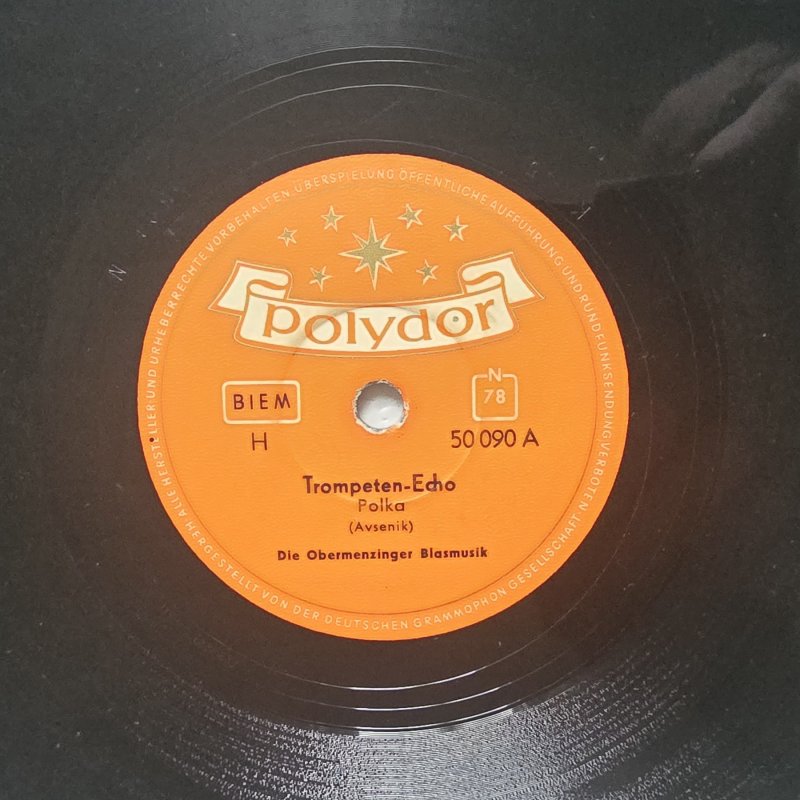 ALLE HERSTELLER- UND URHEBERRECHTE VORBEHALTEN. ÜBERSPIELUNG ÖFFENTLICHE AUFFÜHRUNG UND RUNDFUNKSENDUNG VERBOTEN
polydor
BIEM
N
78
H
50 090 A
Trompeten-Echo
Polka
(Avsenik)
Die Obermenzinger Blasmusik
HERGESTELLT VON DER DEUTSCHEN GRAMMOPHON GESELLSCHAFT
N